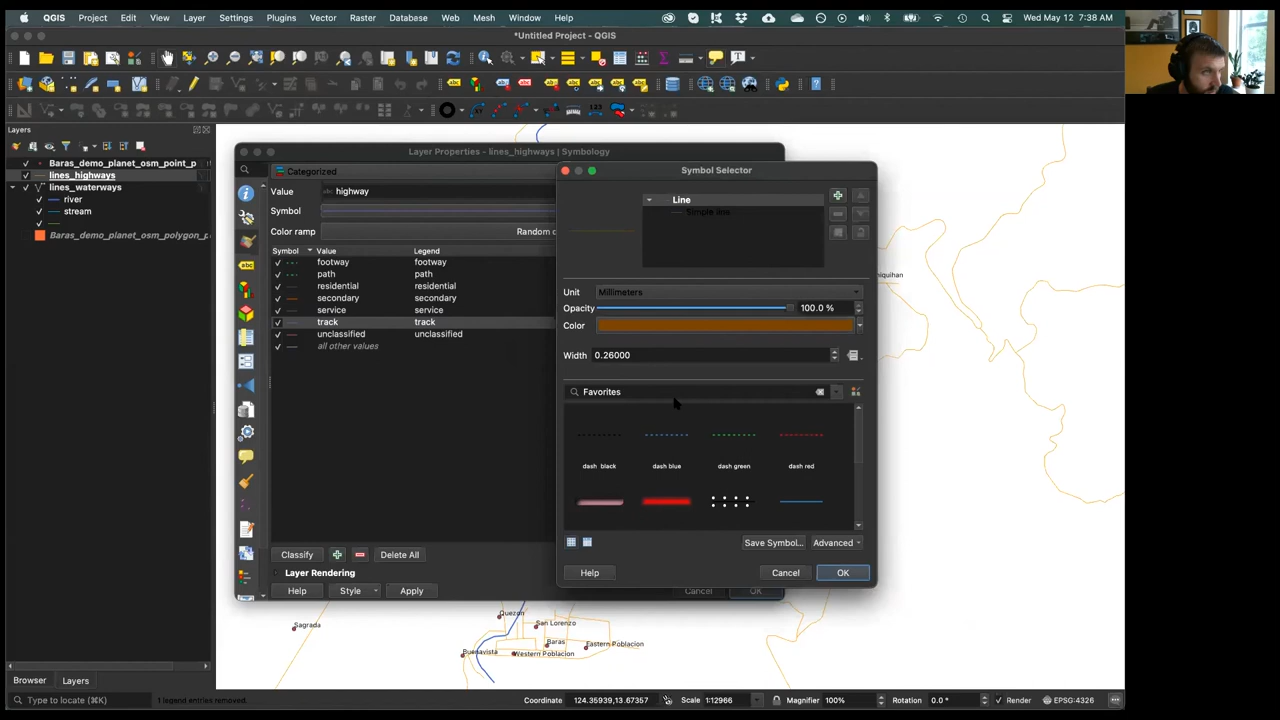 QGIS Project Edit View Layer Settings Plugins Vector Raster Database Web Mesh Window Help
Wed May 12 7:38 AM
*Untitled Project - QGIS
Layers
Baras_demo_planet_osm_point_p
lines_highways
lines_waterways
river
stream
Baras_demo_planet_osm_polygon_p
Layer Properties - lines_highways | Symbology
Categorized
Value highway
Symbol
Color ramp Random c
Symbol Value Legend
footway footway
path path
residential residential
secondary secondary
service service
track track
unclassified unclassified
all other values
Classify Delete All
Layer Rendering
Help Style Apply Cancel OK
Symbol Selector
Line
Simple line
Unit Millimeters
Opacity 100.0 %
Color
Width 0.26000
Favorites
dash black dash blue dash green dash red
Save Symbol... Advanced
Help Cancel OK
iquihan
Sagrada
Quezon
San Lorenzo
Baras
Eastern Poblacion
Buenavista
Western Poblacion
Browser Layers
Type to locate (⌘K) 1 legend entries removed. Coordinate 124.35939,13.67357 Scale 1:12966 Magnifier 100% Rotation 0.0 ° Render EPSG:4326